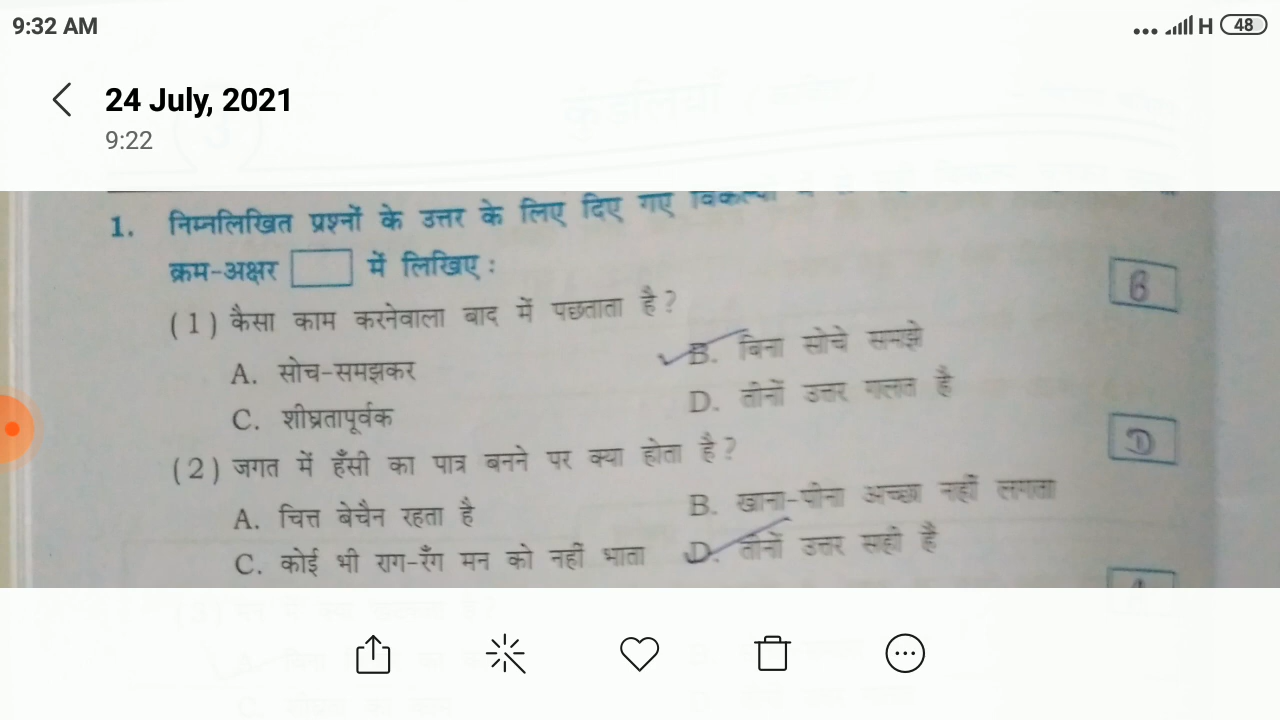 9:32 AM
H 48
24 July, 2021
9:22
1. निम्नलिखित प्रश्नों के उत्तर के लिए दिए गए
क्रम-अक्षर में लिखिए :
B
(1) कैसा काम करनेवाला बाद में पछताता है ?
A. सोच-समझकर
B. बिना सोचे समझे
C. शीघ्रतापूर्वक
D. तीनों उत्तर गलत है
D
(2) जगत में हँसी का पात्र बनने पर क्या होता है ?
A. चित्त बेचैन रहता है
B. खाना-पीना अच्छा नहीं लगता
C. कोई भी राग-रँग मन को नहीं भाता
D. तीनों उत्तर सही है